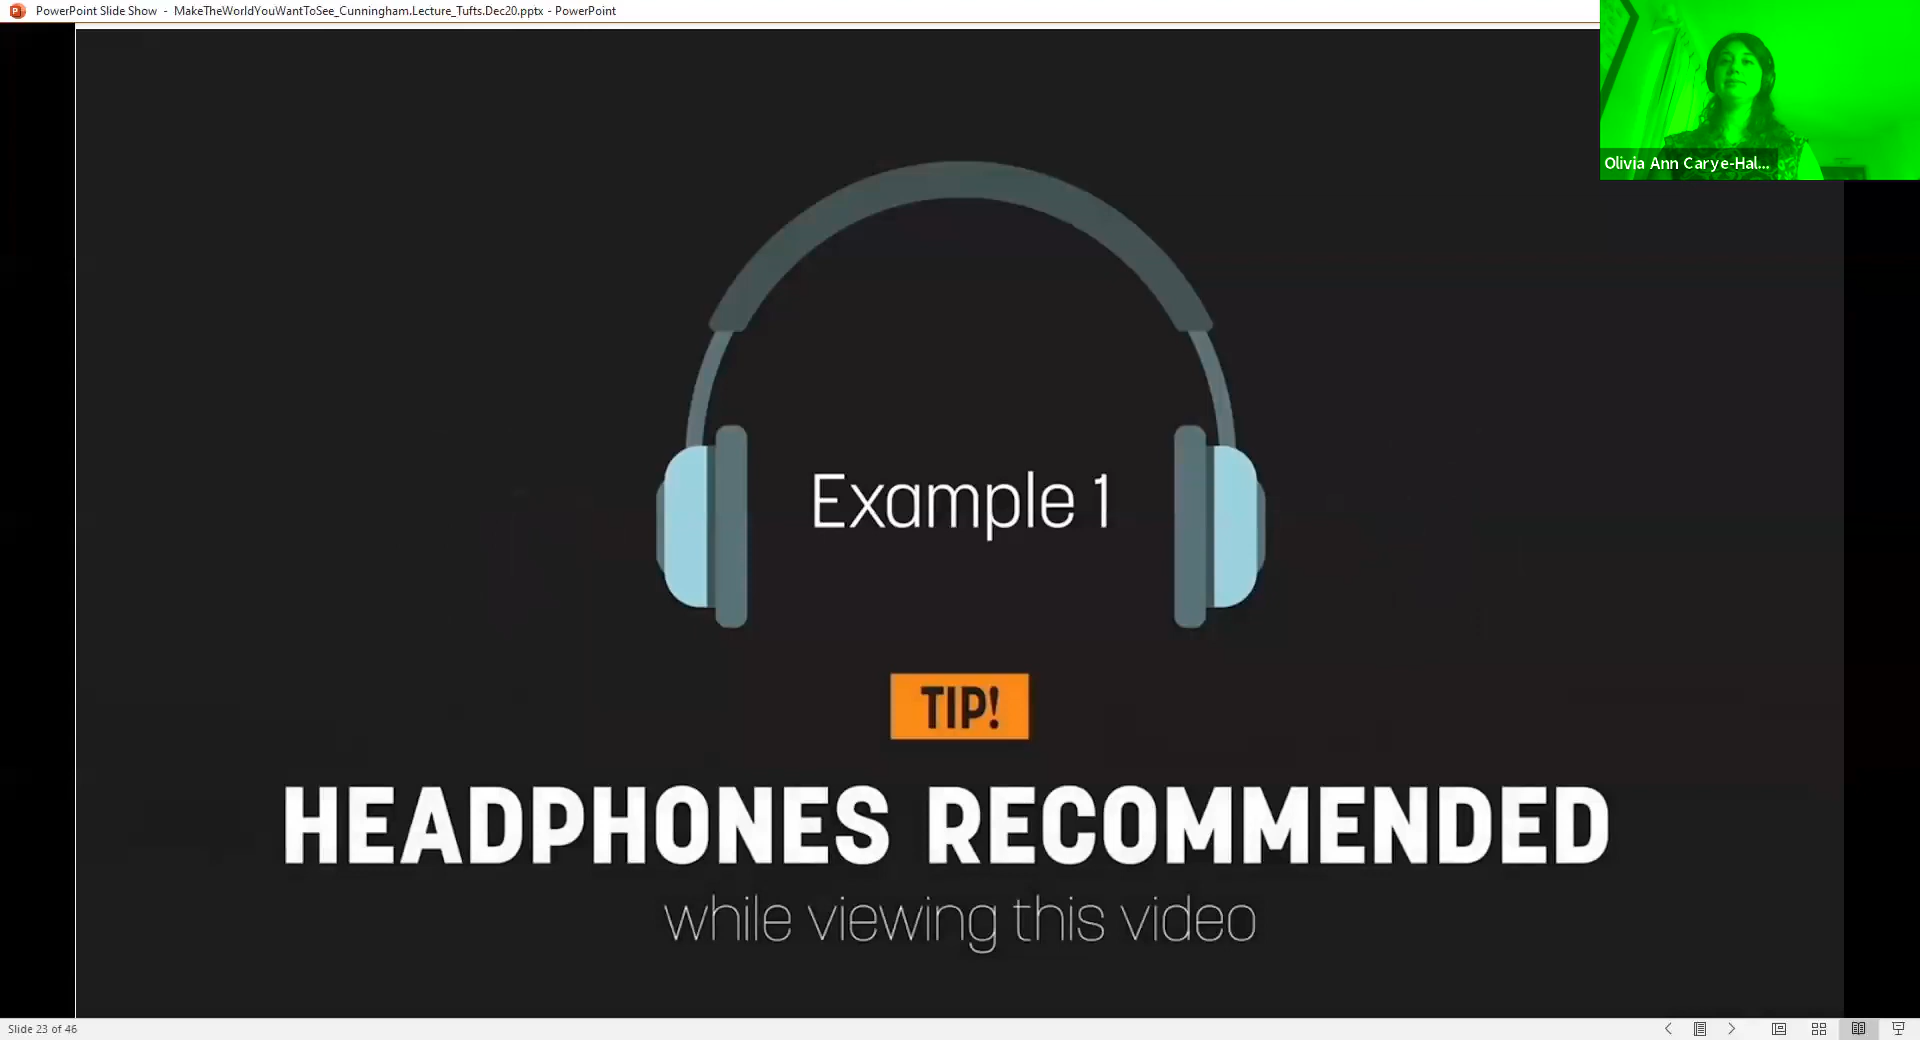 PowerPoint Slide Show - MakeTheWorldYouWantToSee_Cunningham.Lecture_Tufts.Dec20.pptx - PowerPoint
Olivia Ann Carye-Hal...
Example 1
TIP!
HEADPHONES RECOMMENDED
while viewing this video
Slide 23 of 46